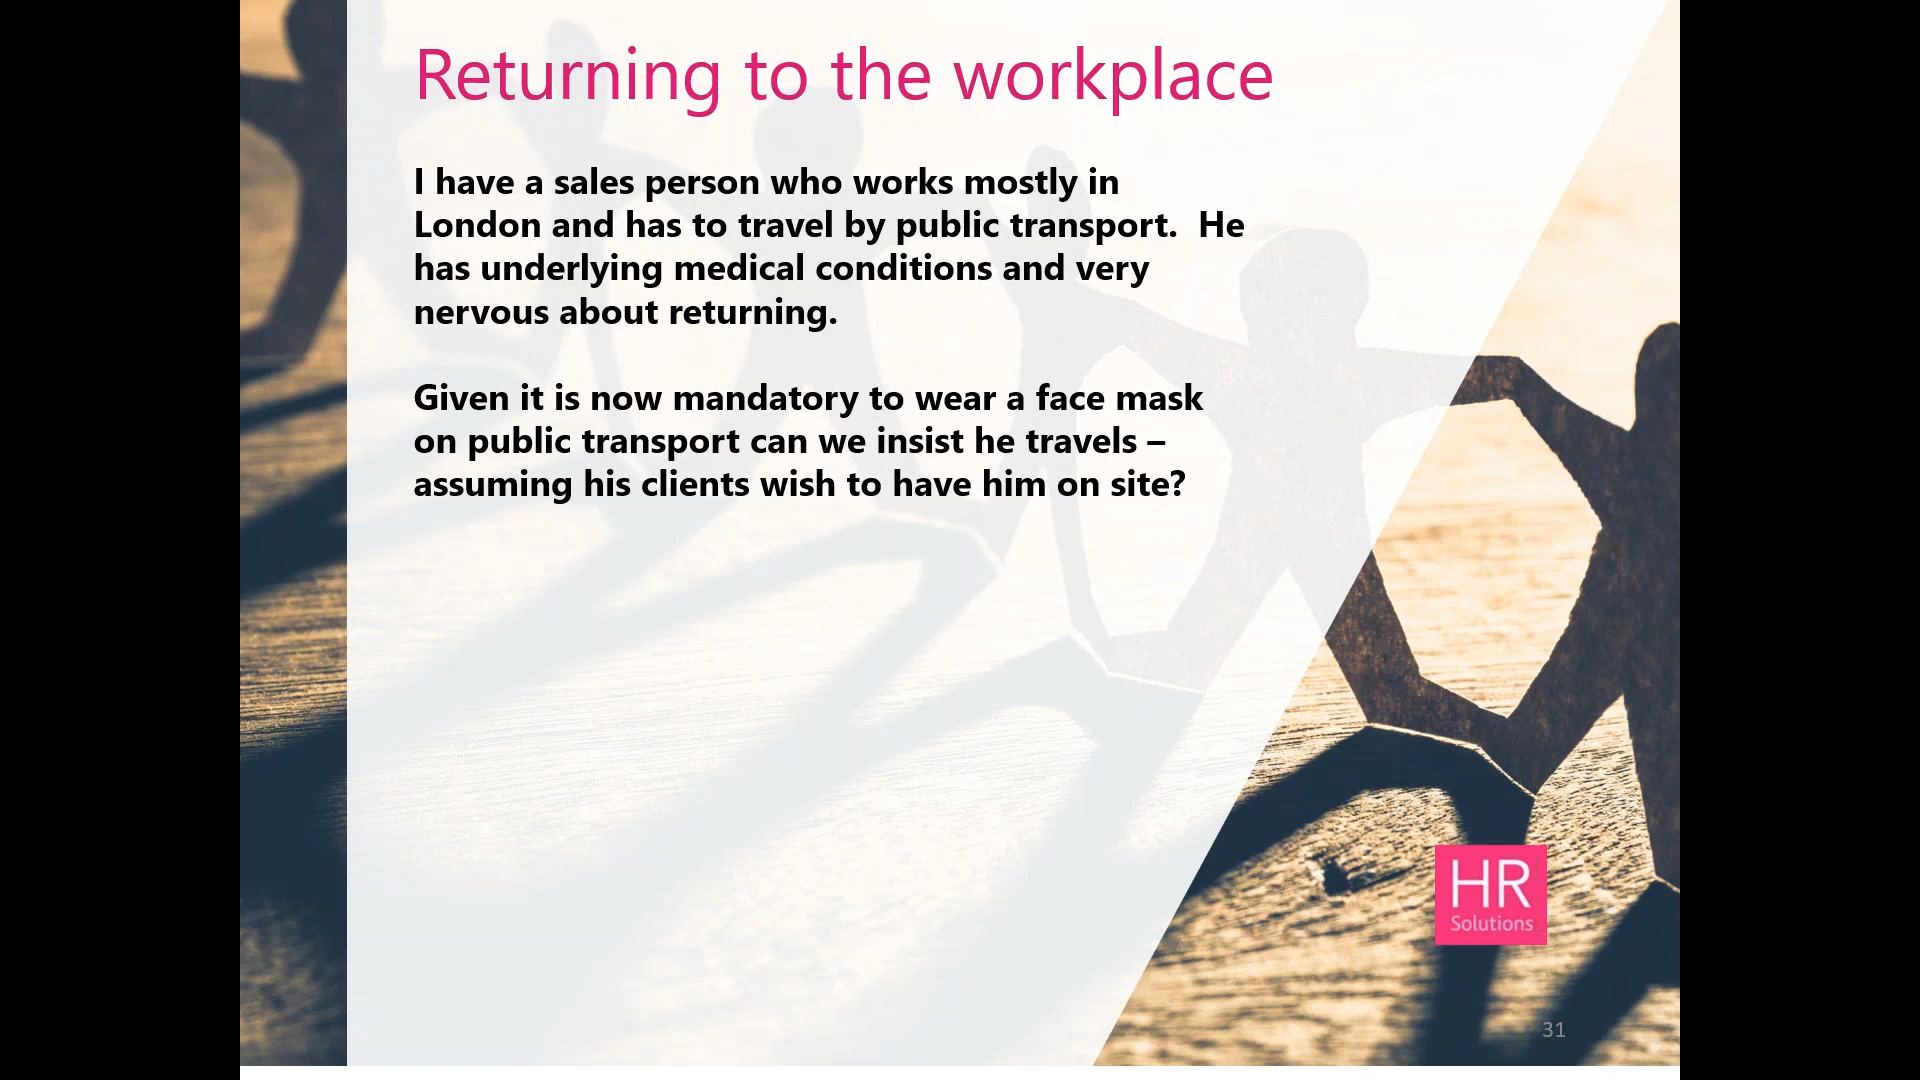 Returning to the workplace
I have a sales person who works mostly in
London and has to travel by public transport.  He
has underlying medical conditions and very
nervous about returning.
Given it is now mandatory to wear a face mask
on public transport can we insist he travels –
assuming his clients wish to have him on site?
HR
Solutions
31